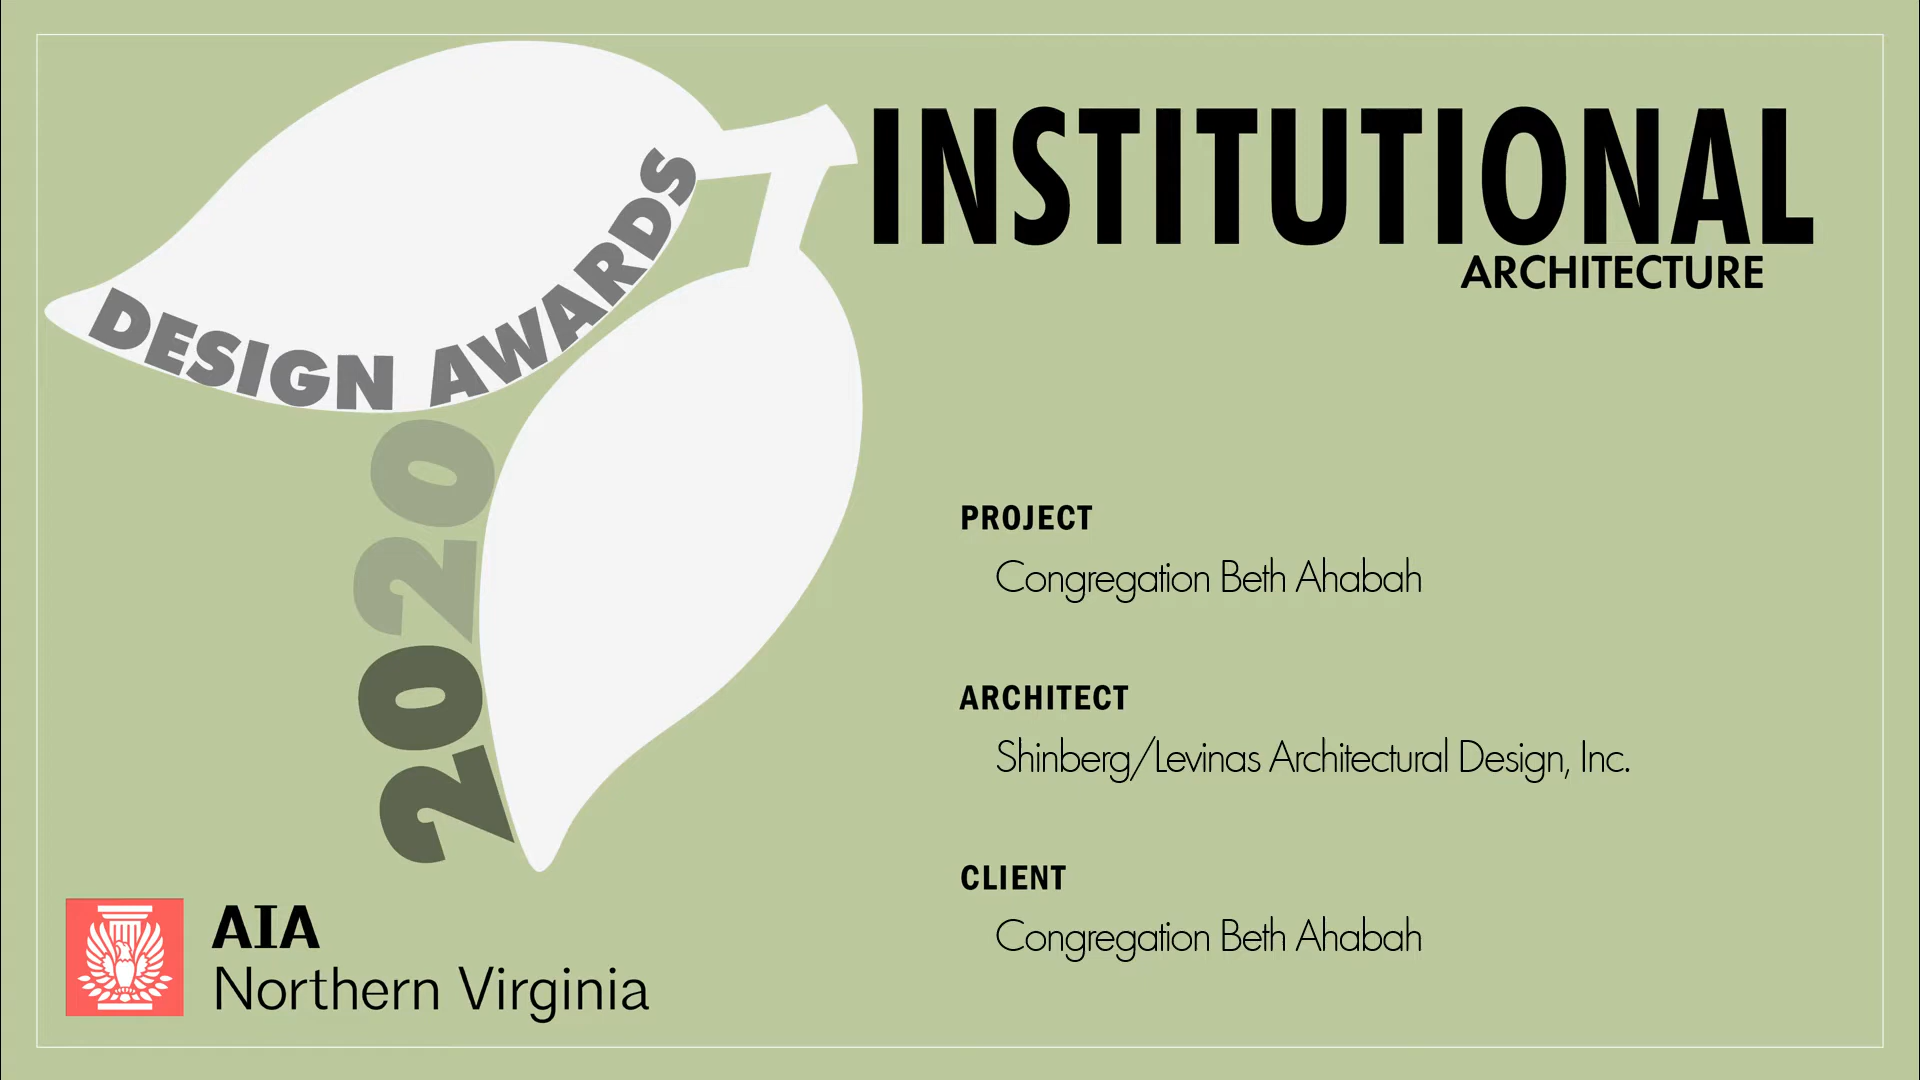 DESIGN AWARDS
2020
INSTITUTIONAL
ARCHITECTURE
PROJECT
Congregation Beth Ahabah
ARCHITECT
Shinberg/Levinas Architectural Design, Inc.
CLIENT
Congregation Beth Ahabah
AIA
Northern Virginia